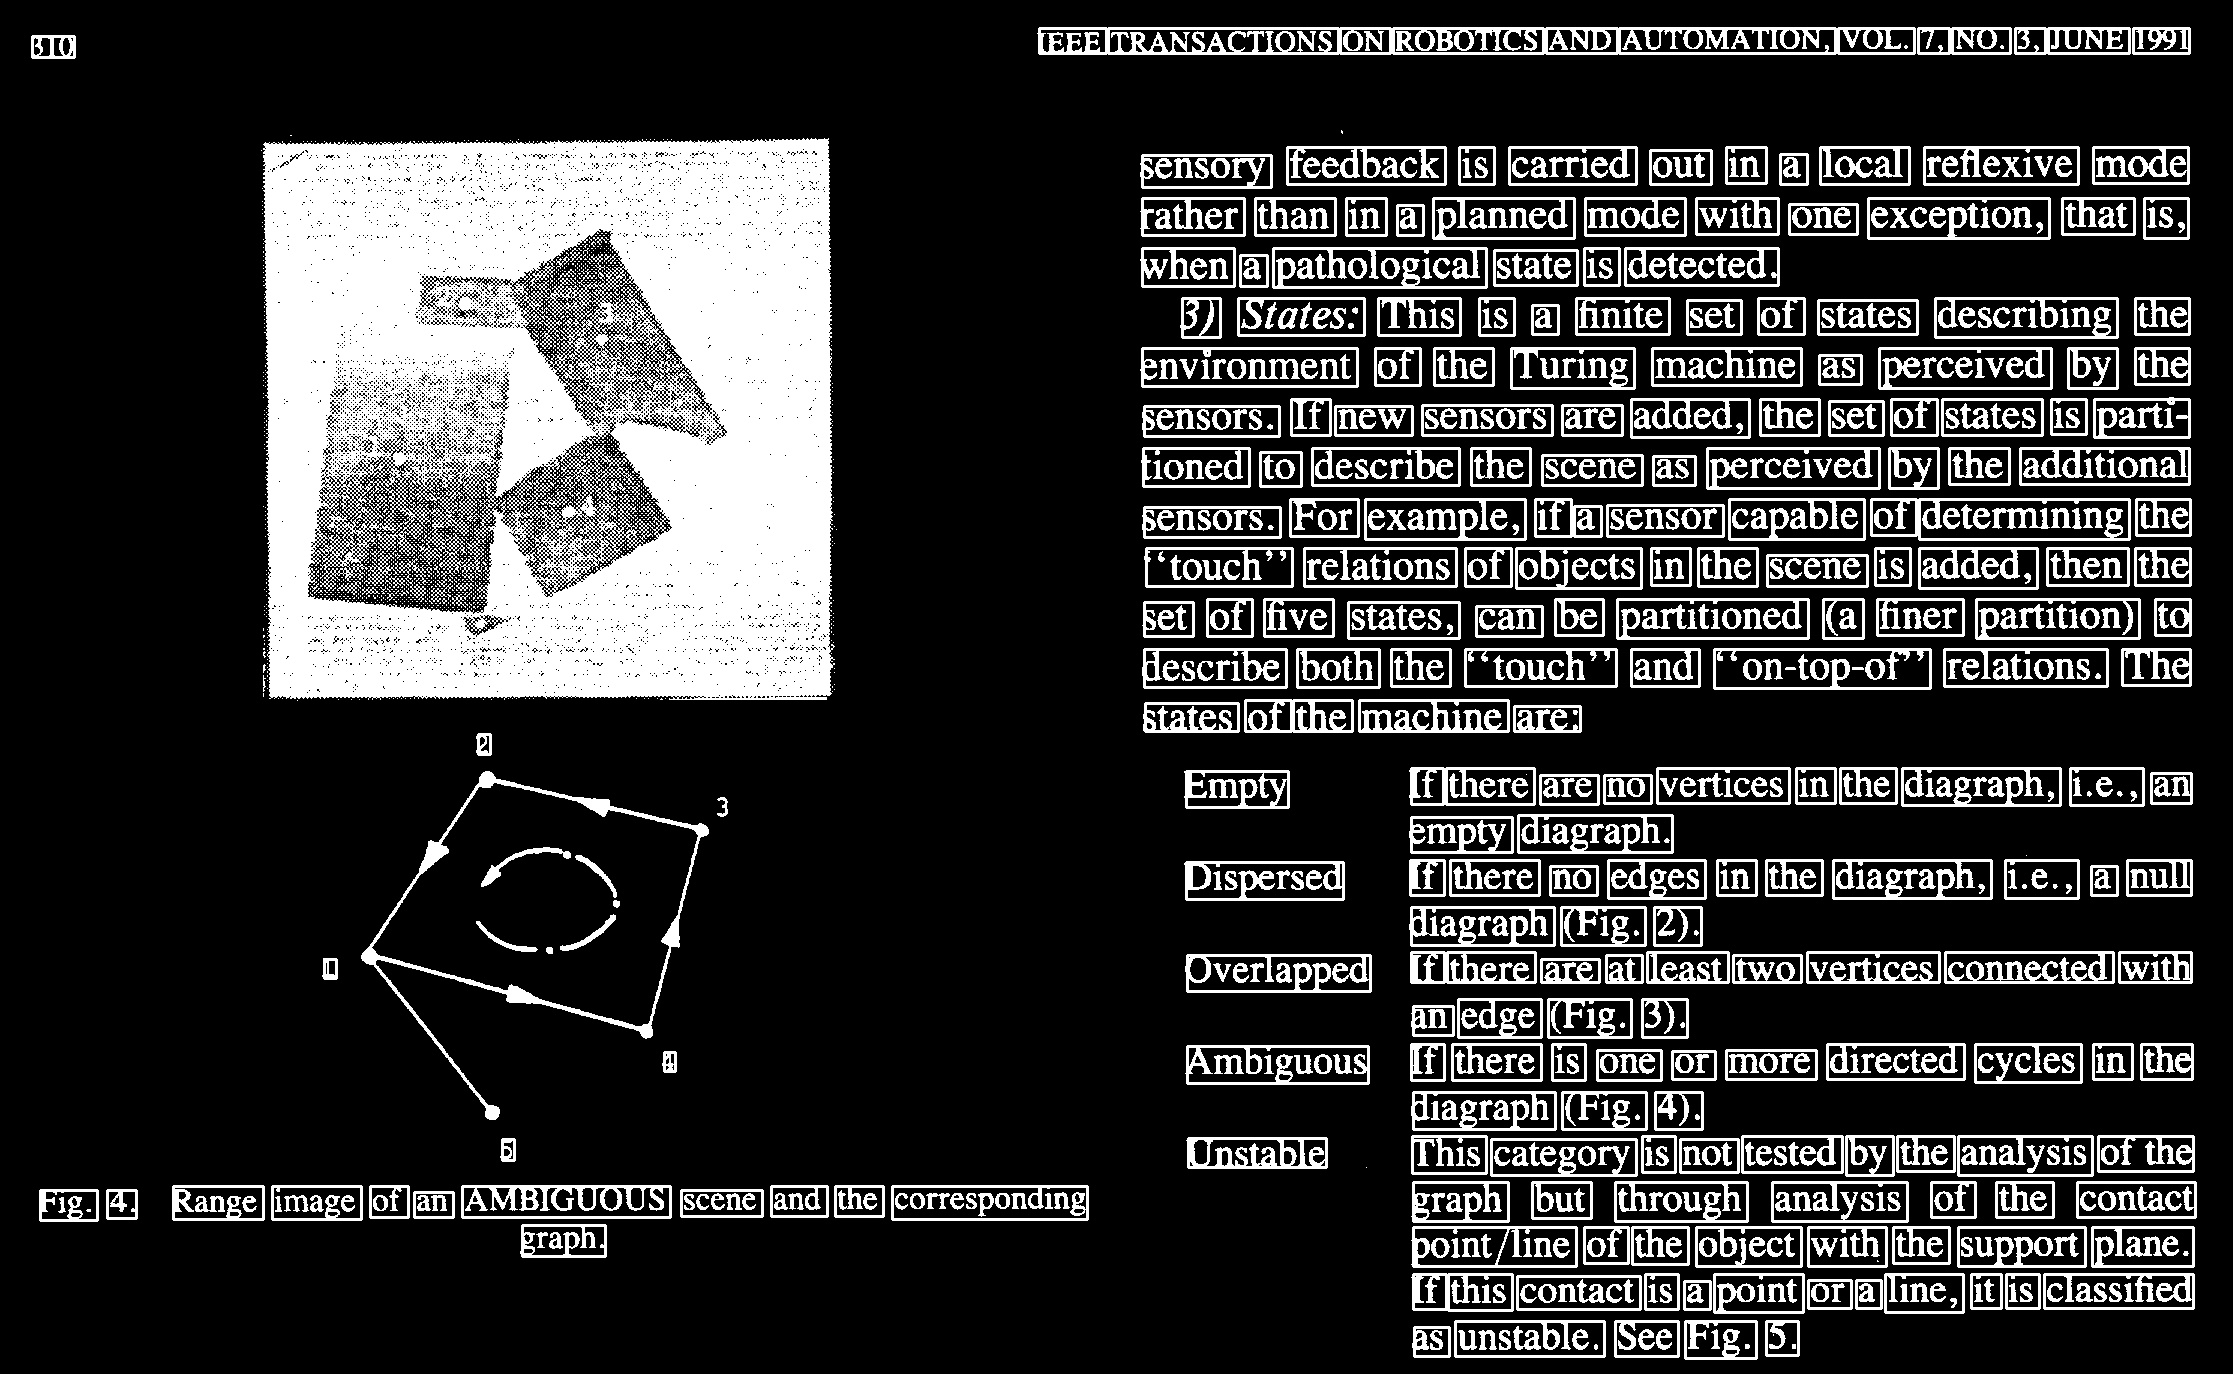 310
IEEE TRANSACTIONS ON ROBOTICS AND AUTOMATION, VOL. 7, NO. 3, JUNE 1991
3
4
2
3
1
4
5
Fig. 4. Range image of an AMBIGUOUS scene and the corresponding
graph.
sensory feedback is carried out in a local reflexive mode
rather than in a planned mode with one exception, that is,
when a pathological state is detected.
3) States: This is a finite set of states describing the
environment of the Turing machine as perceived by the
sensors. If new sensors are added, the set of states is parti-
tioned to describe the scene as perceived by the additional
sensors. For example, if a sensor capable of determining the
“touch” relations of objects in the scene is added, then the
set of five states, can be partitioned (a finer partition) to
describe both the “touch” and “on-top-of” relations. The
states of the machine are:
Empty If there are no vertices in the diagraph, i.e., an
empty diagraph.
Dispersed If there no edges in the diagraph, i.e., a null
diagraph (Fig. 2).
Overlapped If there are at least two vertices connected with
an edge (Fig. 3).
Ambiguous If there is one or more directed cycles in the
diagraph (Fig. 4).
Unstable This category is not tested by the analysis of the
graph but through analysis of the contact
point/line of the object with the support plane.
If this contact is a point or a line, it is classified
as unstable. See Fig. 5.